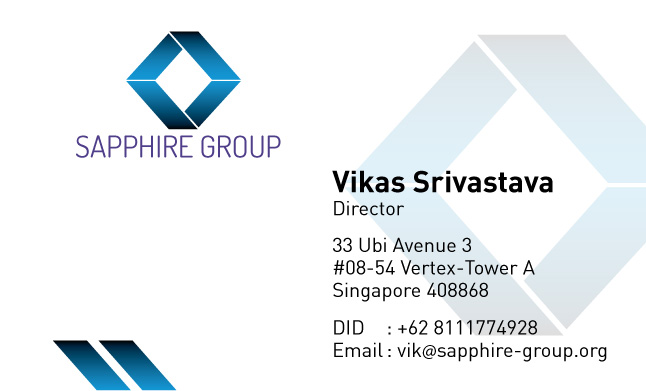 SAPPHIRE GROUP
Vikas Srivastava
Director
33 Ubi Avenue 3
#08-54 Vertex-Tower A
Singapore 408868
DID : +62 8111774928
Email : vik@sapphire-group.org